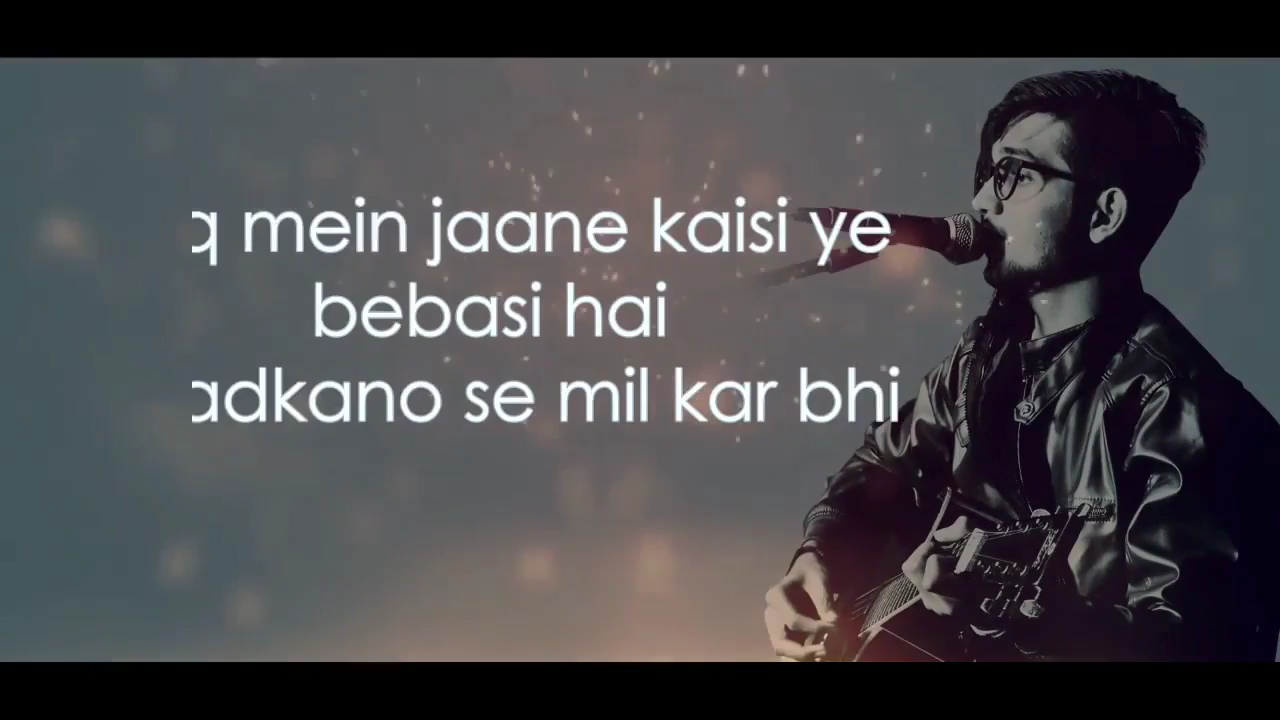 q mein jaane kaisi ye
bebasi hai
adkano se mil kar bhi